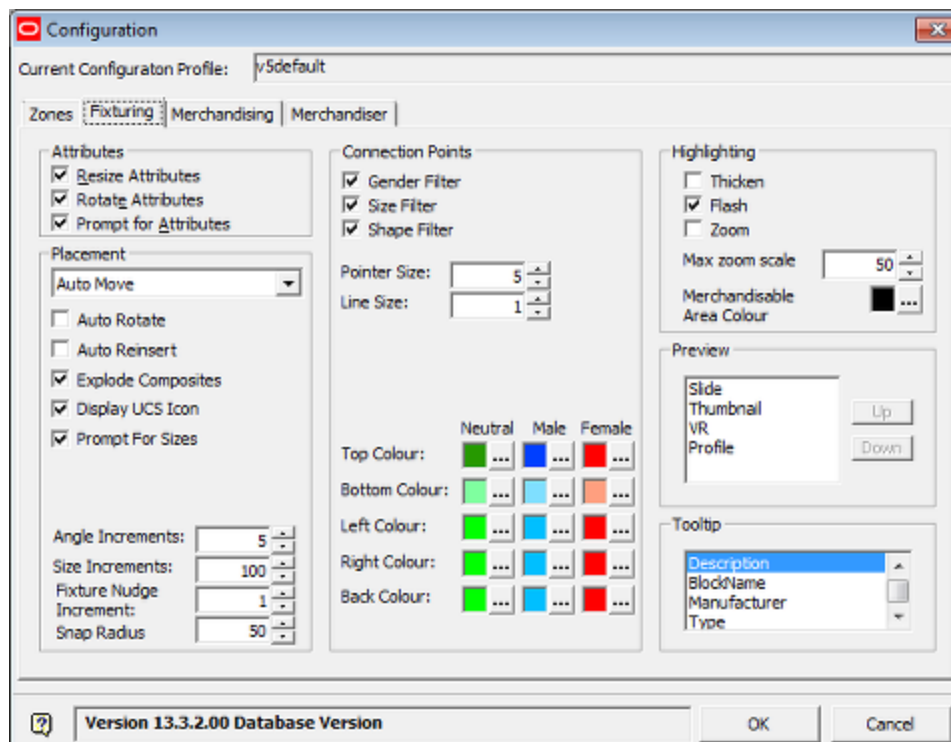 Configuration
Current Configuraton Profile: v5default
Zones Fixturing Merchandising Merchandiser
Attributes
Resize Attributes
Rotate Attributes
Prompt for Attributes
Placement
Auto Move
Auto Rotate
Auto Reinsert
Explode Composites
Display UCS Icon
Prompt For Sizes
Angle Increments: 5
Size Increments: 100
Fixture Nudge
Increment: 1
Snap Radius 50
Connection Points
Gender Filter
Size Filter
Shape Filter
Pointer Size: 5
Line Size: 1
Neutral Male Female
Top Colour: ... ... ...
Bottom Colour: ... ... ...
Left Colour: ... ... ...
Right Colour: ... ... ...
Back Colour: ... ... ...
Highlighting
Thicken
Flash
Zoom
Max zoom scale 50
Merchandisable
Area Colour ...
Preview
Slide
Thumbnail
VR
Profile
Up
Down
Tooltip
Description
BlockName
Manufacturer
Type
? Version 13.3.2.00 Database Version OK Cancel